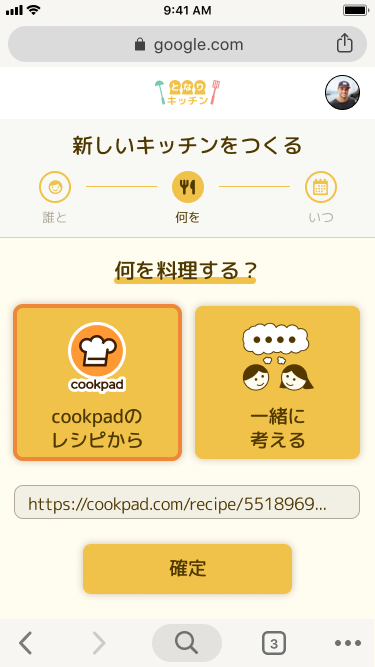 9:41 AM
google.com
となり
キッチン
新しいキッチンをつくる
誰と
何を
いつ
何を料理する？
cookpad
cookpadの
レシピから
一緒に
考える
https://cookpad.com/recipe/5518969...
確定
3